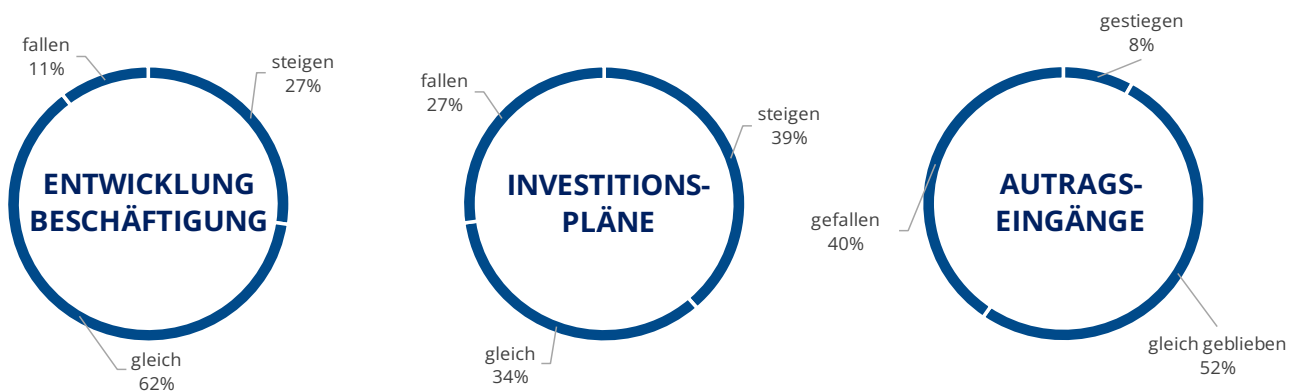 fallen
11%
steigen
27%
ENTWICKLUNG
BESCHÄFTIGUNG
gleich
62%
fallen
27%
steigen
39%
INVESTITIONS-
PLÄNE
gleich
34%
gestiegen
8%
gefallen
40%
AUTRAGS-
EINGÄNGE
gleich geblieben
52%